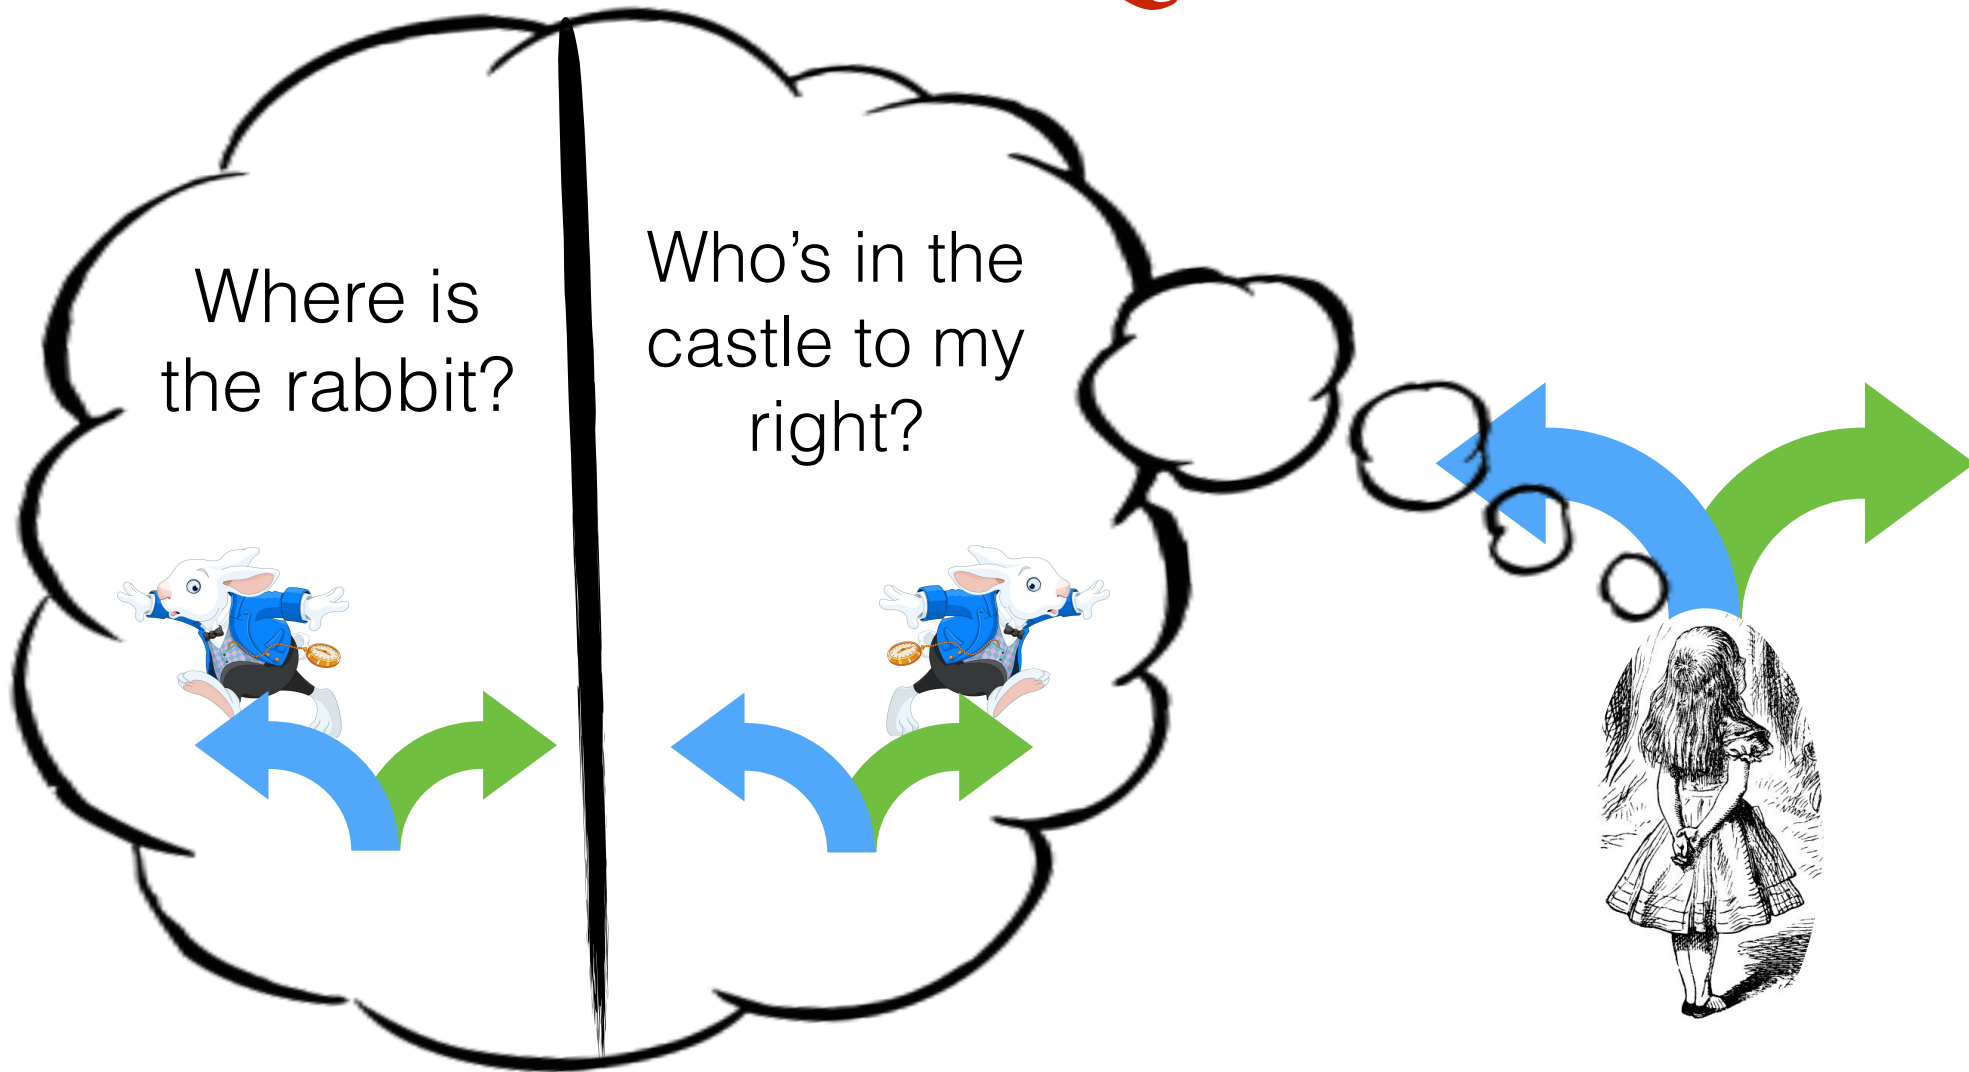 Where is
the rabbit?
Who's in the
castle to my
right?